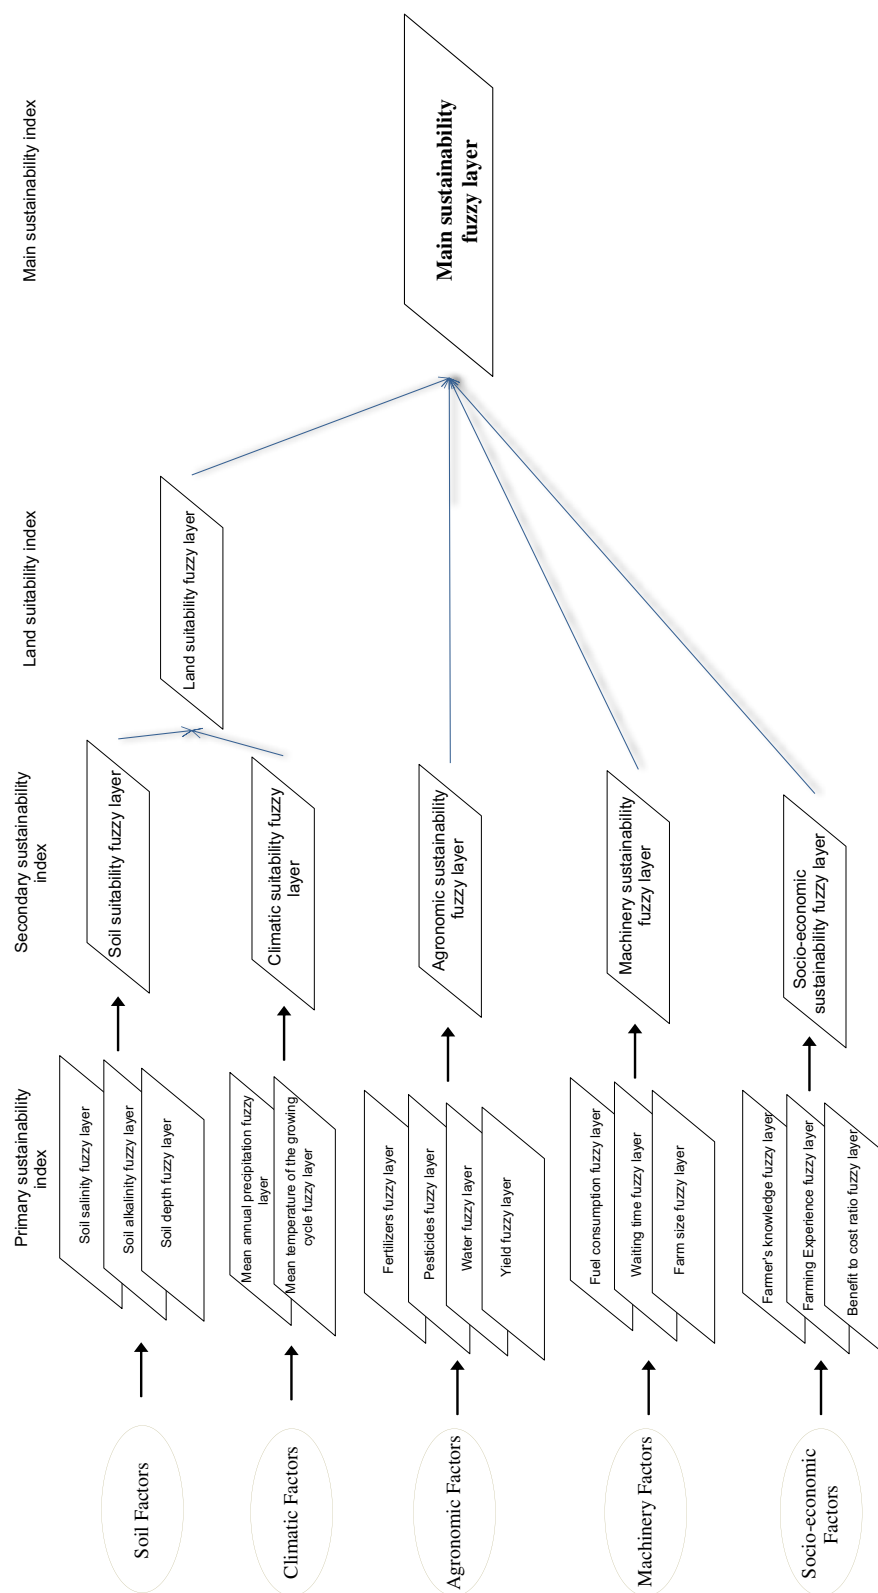 Primary sustainability
index
Secondary sustainability
index
Land suitability index
Main sustainability index
Soil Factors
Soil salinity fuzzy layer
Soil alkalinity fuzzy layer
Soil depth fuzzy layer
Soil suitability fuzzy layer
Climatic Factors
Mean annual precipitation fuzzy
layer
Mean temperature of the growing
cycle fuzzy layer
Climatic suitability fuzzy
layer
Land suitability fuzzy layer
Agronomic Factors
Fertilizers fuzzy layer
Pesticides fuzzy layer
Water fuzzy layer
Yield fuzzy layer
Agronomic sustainability
fuzzy layer
Main sustainability
fuzzy layer
Machinery Factors
Fuel consumption fuzzy layer
Waiting time fuzzy layer
Farm size fuzzy layer
Machinery sustainability
fuzzy layer
Socio-economic
Factors
Farmer's knowledge fuzzy layer
Farming Experience fuzzy layer
Benefit to cost ratio fuzzy layer
Socio-economic
sustainability fuzzy layer